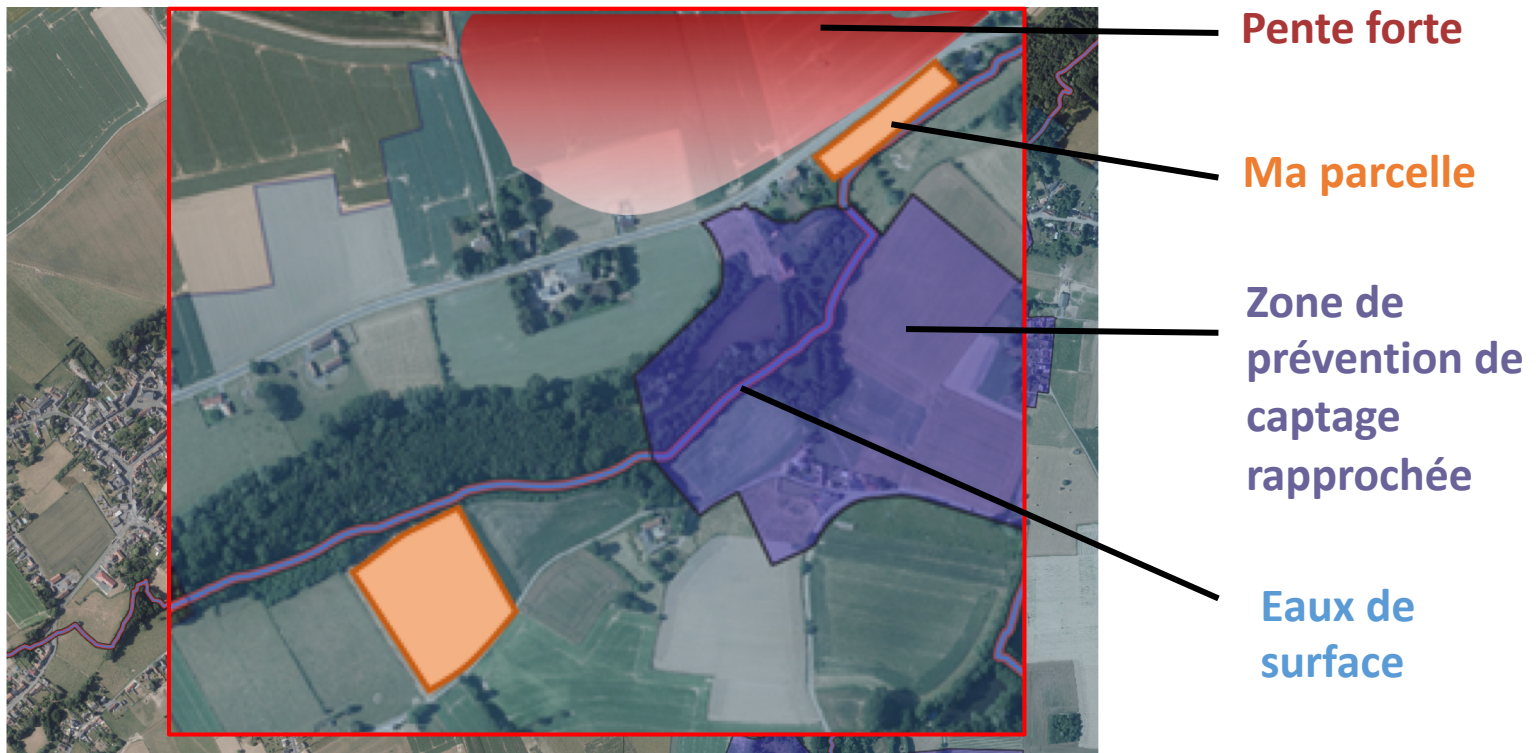 Pente forte
Ma parcelle
Zone de
prévention de
captage
rapprochée
Eaux de
surface